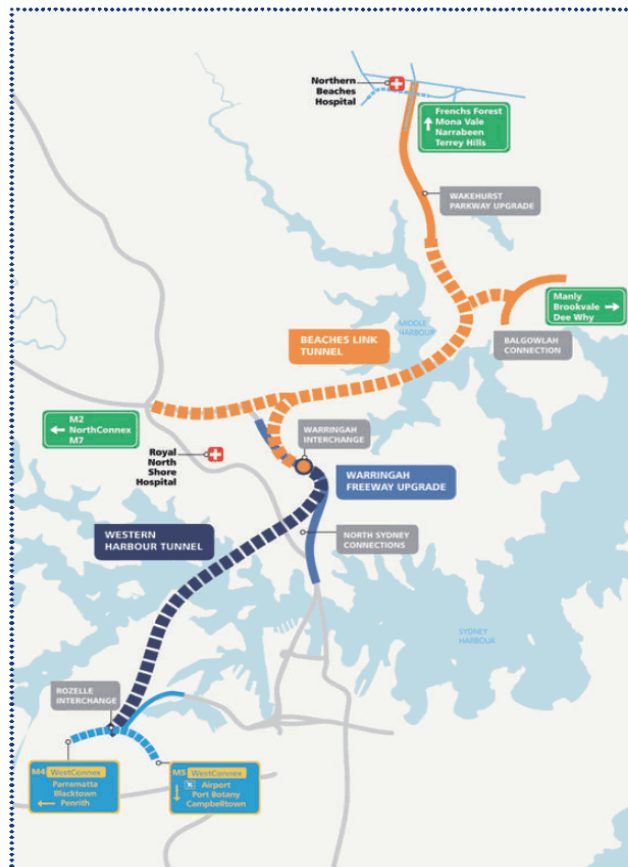 Northern
Beaches
Hospital
Frenchs Forest
Mona Vale
Narrabeen
Terrey Hills
WAKEHURST
PARKWAY UPGRADE
Manly
Brookvale
Dee Why
MIDDLE
HARBOUR
BEACHES LINK
TUNNEL
BALGOWLAH
CONNECTION
M2
NorthConnex
M7
WARRINGAH
INTERCHANGE
Royal
North
Shore
Hospital
WARRINGAH
FREEWAY UPGRADE
WESTERN
HARBOUR TUNNEL
NORTH SYDNEY
CONNECTIONS
SYDNEY
HARBOUR
ROZELLE
INTERCHANGE
M4 WestConnex
Parramatta
Blacktown
Penrith
M5 WestConnex
Airport
Port Botany
Campbelltown